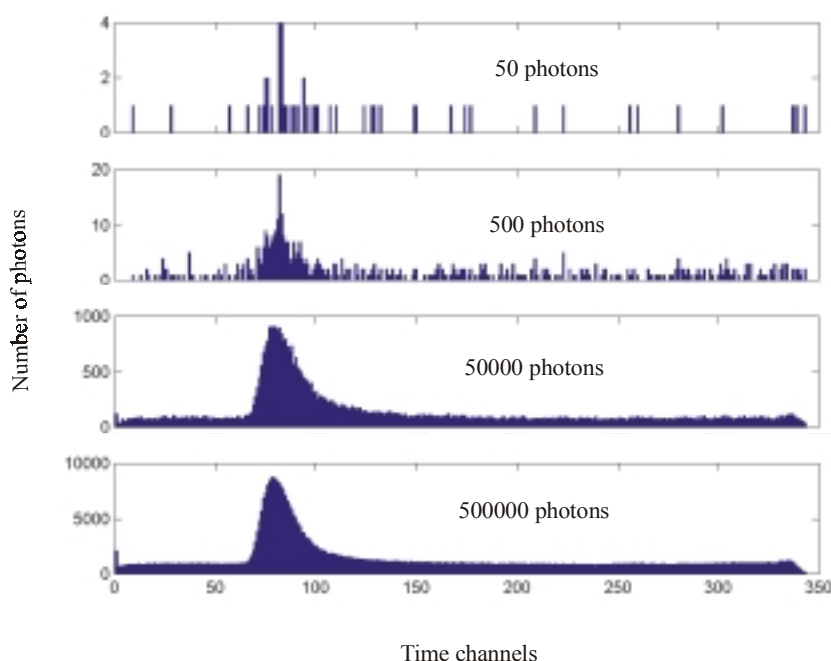 4
50 photons
2
0
20
500 photons
10
0
Number of photons
1000
50000 photons
500
0
10000
500000 photons
5000
0
0 50 100 150 200 250 300 350
Time channels